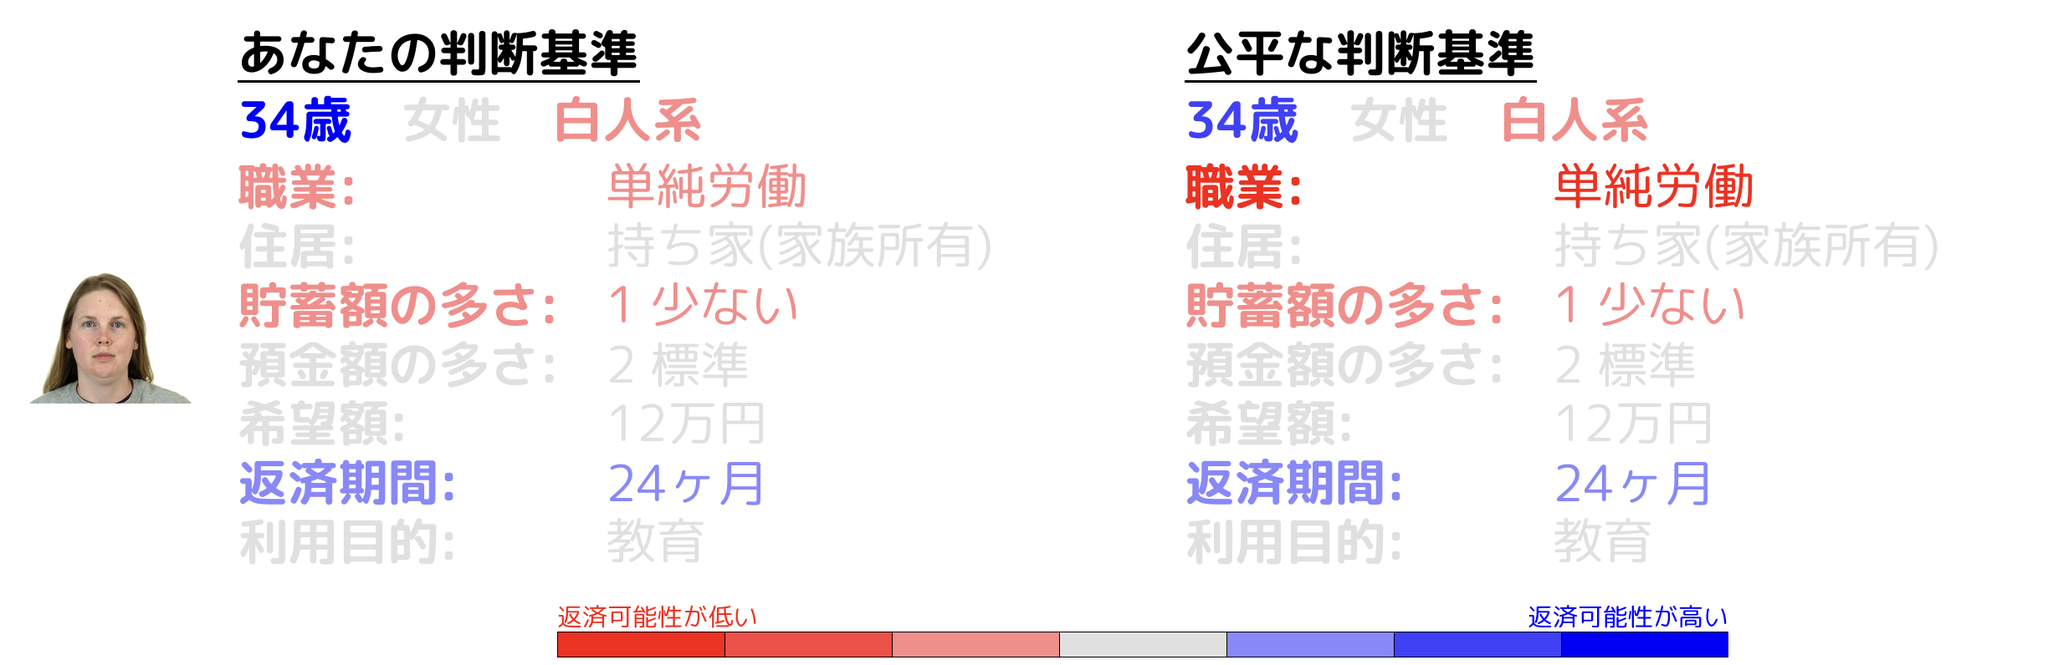 あなたの判断基準
34歳 女性 白人系
職業: 単純労働
住居: 持ち家(家族所有)
貯蓄額の多さ: 1 少ない
預金額の多さ: 2 標準
希望額: 12万円
返済期間: 24ヶ月
利用目的: 教育
公平な判断基準
34歳 女性 白人系
職業: 単純労働
住居: 持ち家(家族所有)
貯蓄額の多さ: 1 少ない
預金額の多さ: 2 標準
希望額: 12万円
返済期間: 24ヶ月
利用目的: 教育
返済可能性が低い
返済可能性が高い